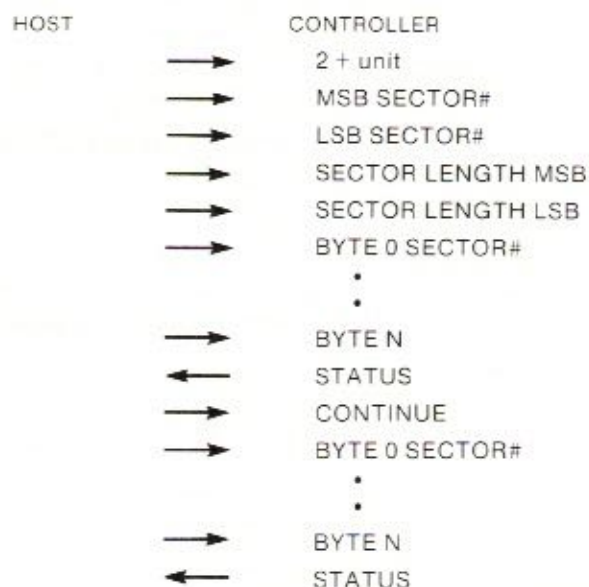 HOST CONTROLLER
2 + unit
MSB SECTOR#
LSB SECTOR#
SECTOR LENGTH MSB
SECTOR LENGTH LSB
BYTE 0 SECTOR#
BYTE N
STATUS
CONTINUE
BYTE 0 SECTOR#
BYTE N
STATUS